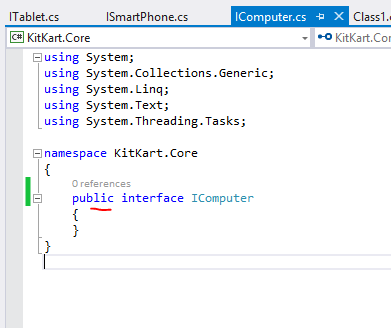 ITablet.cs ISmartPhone.cs IComputer.cs Class1.
C# KitKart.Core KitKart.Co
using System;
using System.Collections.Generic;
using System.Linq;
using System.Text;
using System.Threading.Tasks;
namespace KitKart.Core
{
0 references
public interface IComputer
{
}
}